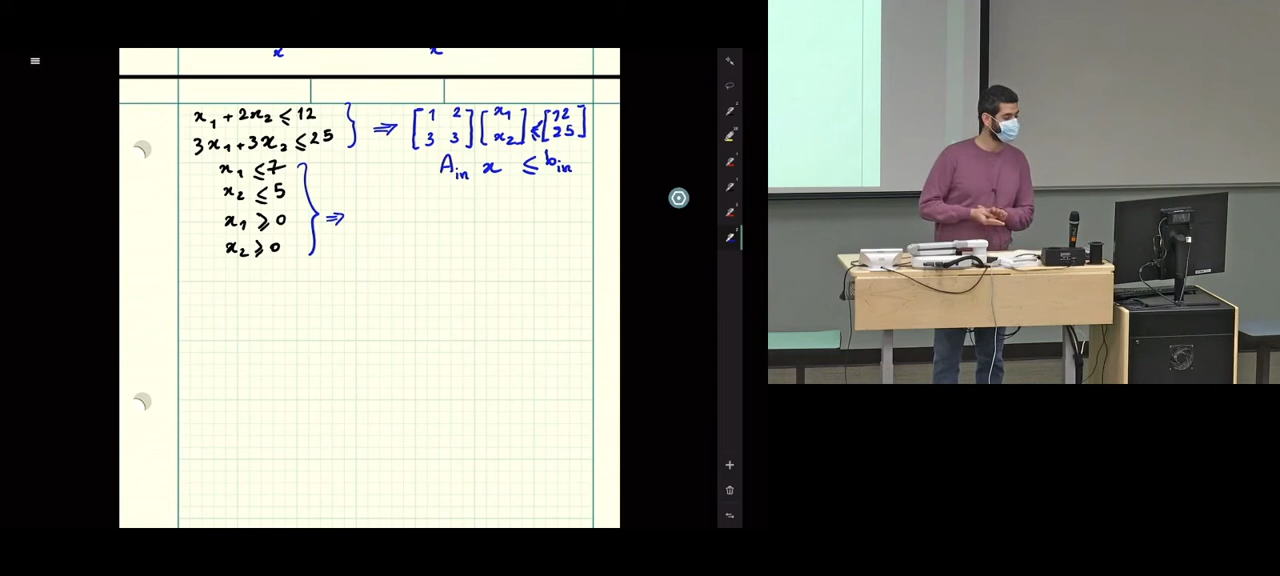 x
x
x₁ + 2x₂ ≤ 12 } ⇒ [1 2; 3 3] [x₁; x₂] ≤ [12; 25]
3x₁ + 3x₂ ≤ 25
x₁ ≤ 7 A_in x ≤ b_in
x₂ ≤ 5 } ⇒
x₁ ≥ 0
x₂ ≥ 0